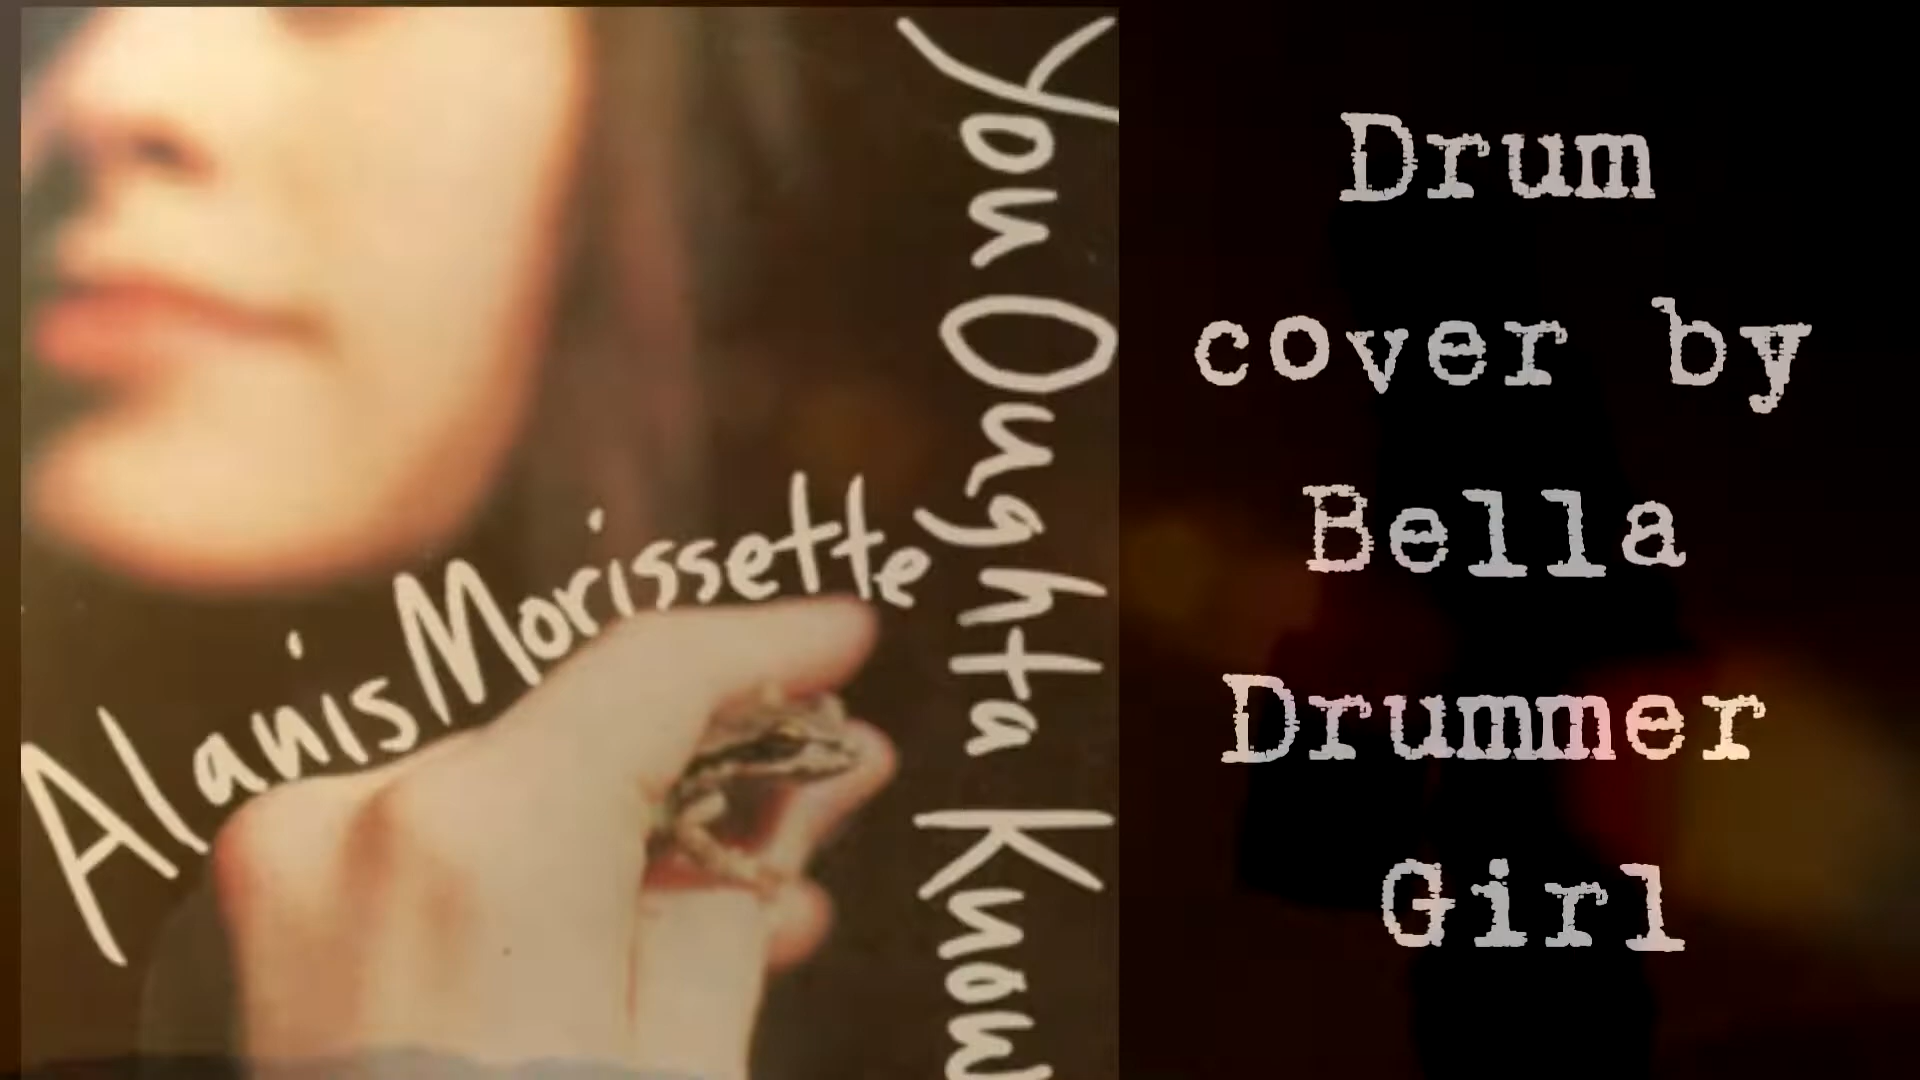 Alanis Morissette
You Oughta Know
Drum
cover by
Bella
Drummer
Girl